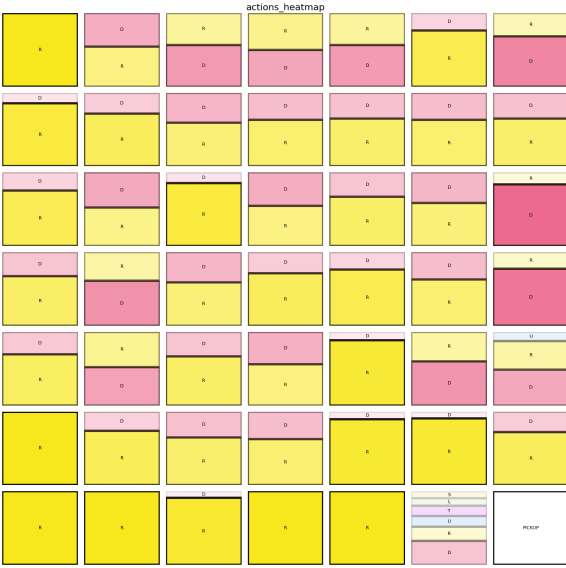 actions_heatmap
R D R R D R D R D D R R D
D R D R D R D R D R D R D R
D R D R D R D R D R D R R D
D R R D D R D R D R D R R D
D R R D D R D R D R R D U R D
R D R D R D R D R D R D R
R R D R R R S L T U R D PICKUP